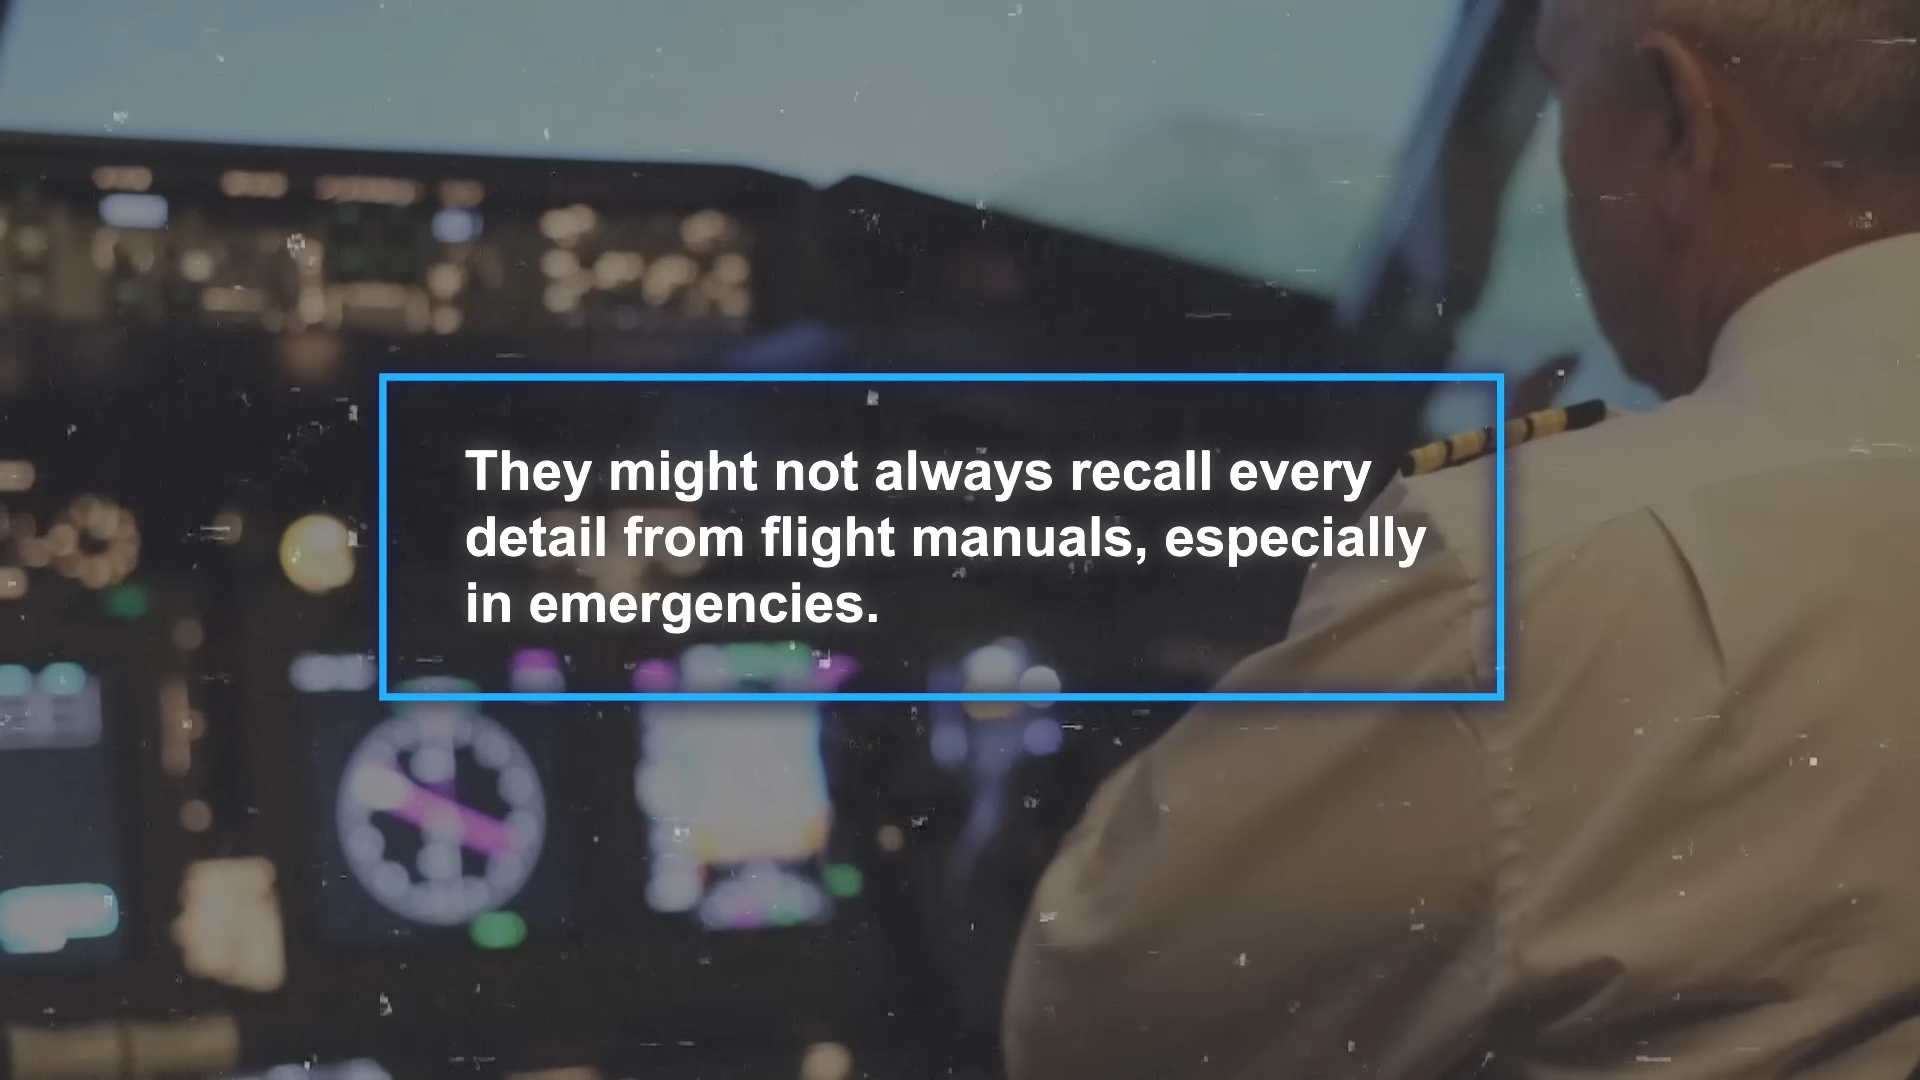 They might not always recall every
detail from flight manuals, especially
in emergencies.